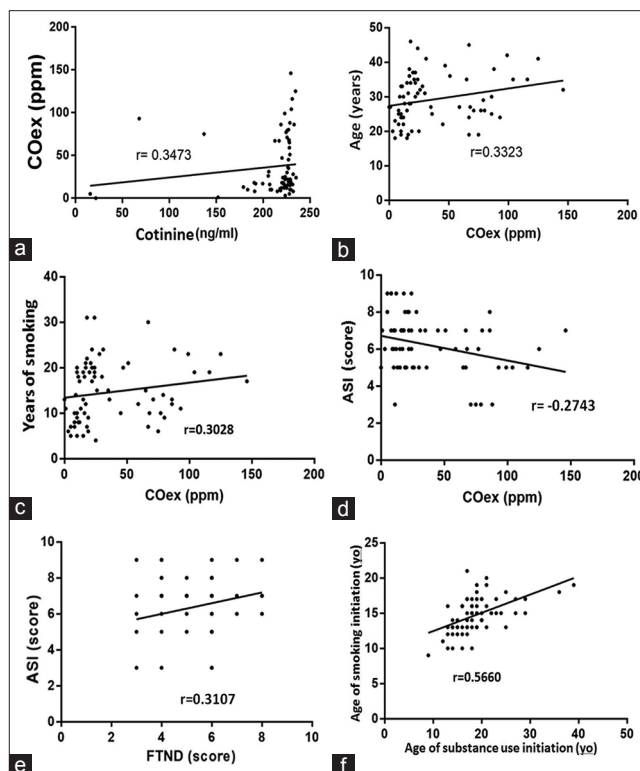 COex (ppm)
200
150
100
50
0
r= 0.3473
0 50 100 150 200 250
Cotinine(ng/ml)
a
Age (years)
50
40
30
20
10
0
r=0.3323
0 50 100 150 200
COex (ppm)
b
Years of smoking
40
30
20
10
0
r=0.3028
0 50 100 150 200
COex (ppm)
c
ASI (score)
10
8
6
4
2
0
r= -0.2743
0 50 100 150 200
COex (ppm)
d
ASI (score)
10
8
6
4
2
0
r=0.3107
0 2 4 6 8 10
FTND (score)
e
Age of smoking initiation (yo)
25
20
15
10
5
0
r=0.5660
0 10 20 30 40 50
Age of substance use initiation (yo)
f